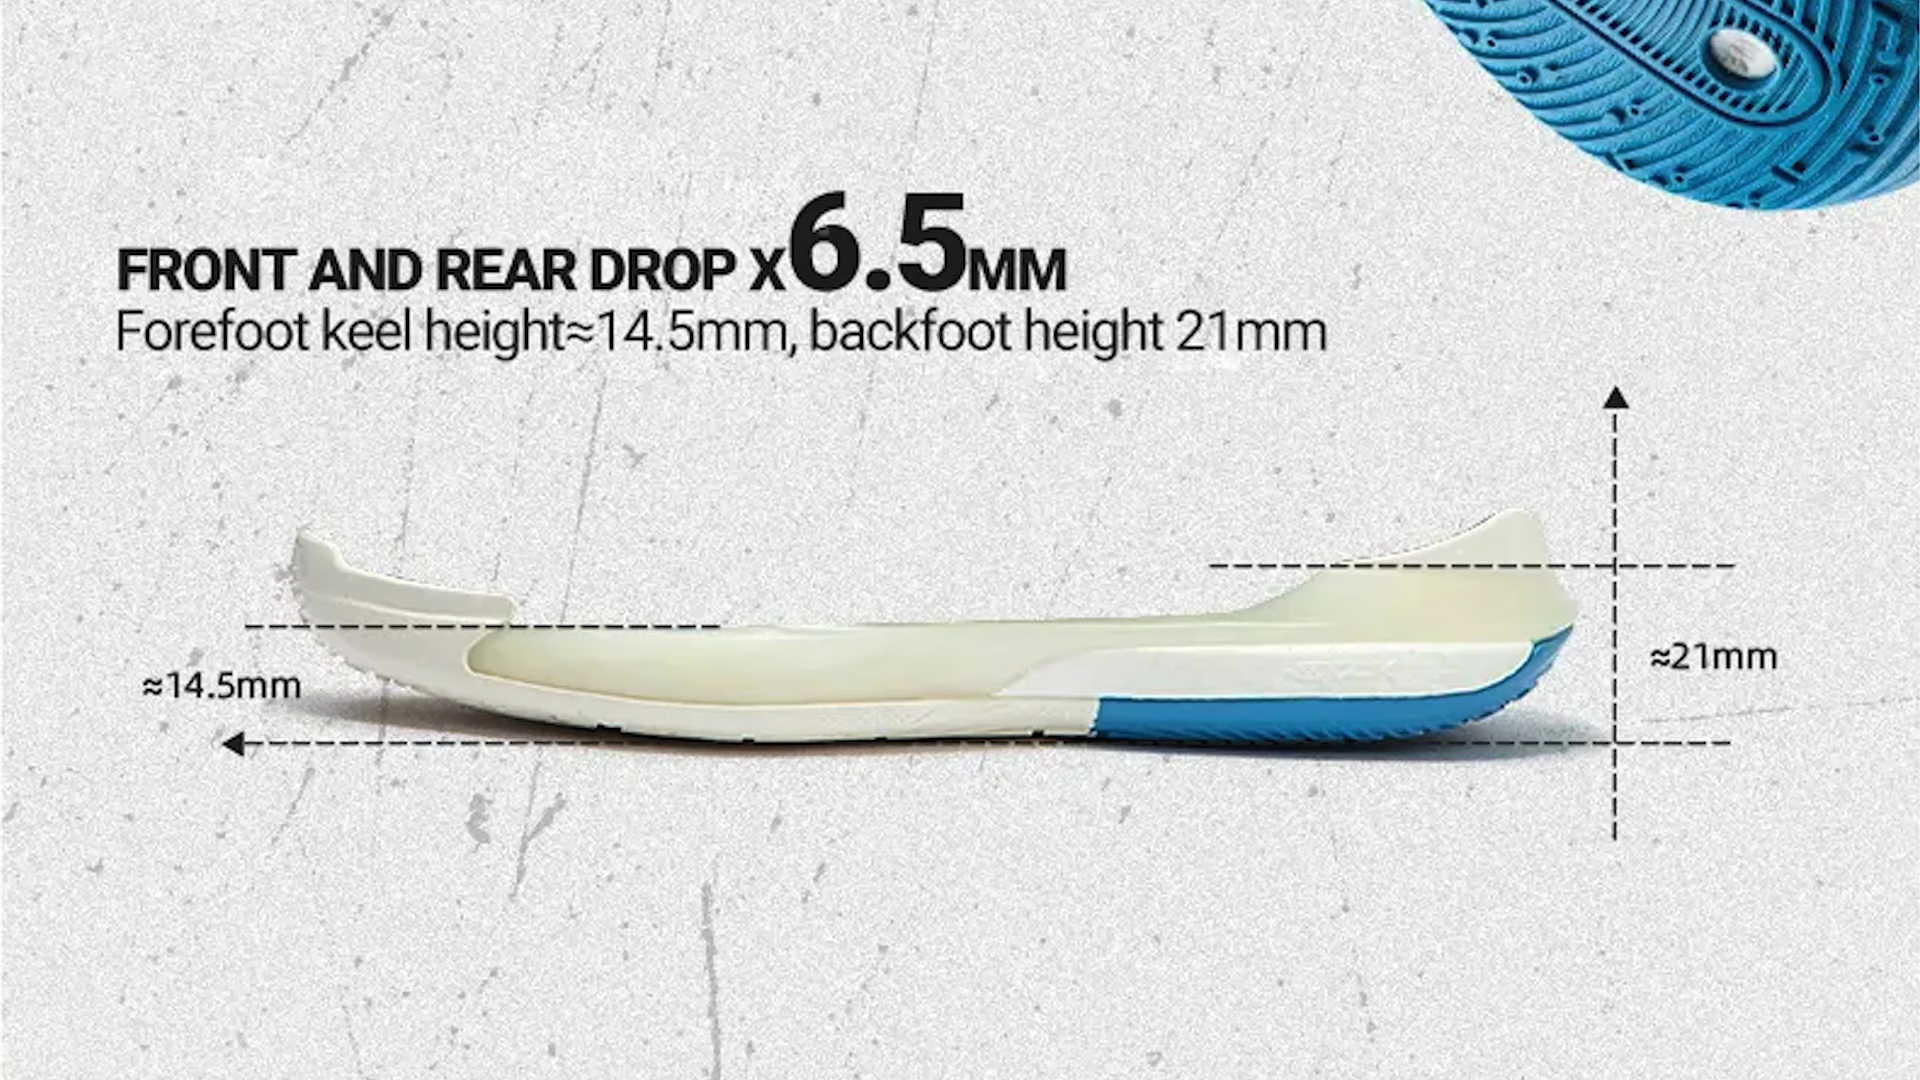 FRONT AND REAR DROP X6.5MM
Forefoot keel height≈14.5mm, backfoot height 21mm
≈14.5mm
≈21mm